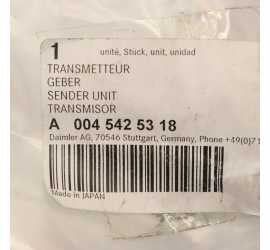 1 unité, Stück, unit, unidad
TRANSMETTEUR
GEBER
SENDER UNIT
TRANSMISOR
A 004 542 53 18
Daimler AG, 70546 Stuttgart, Germany, Phone +49(0)71
Made in JAPAN